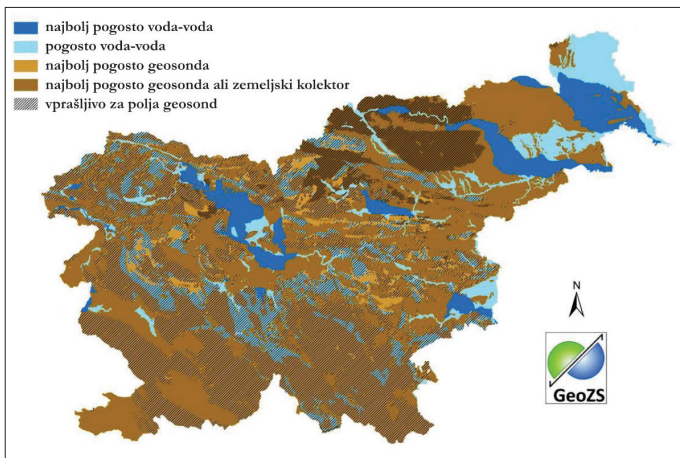 najbolj pogosto voda-voda
pogosto voda-voda
najbolj pogosto geosonda
najbolj pogosto geosonda ali zemeljski kolektor
vprašljivo za polja geosond
N
GeoZS